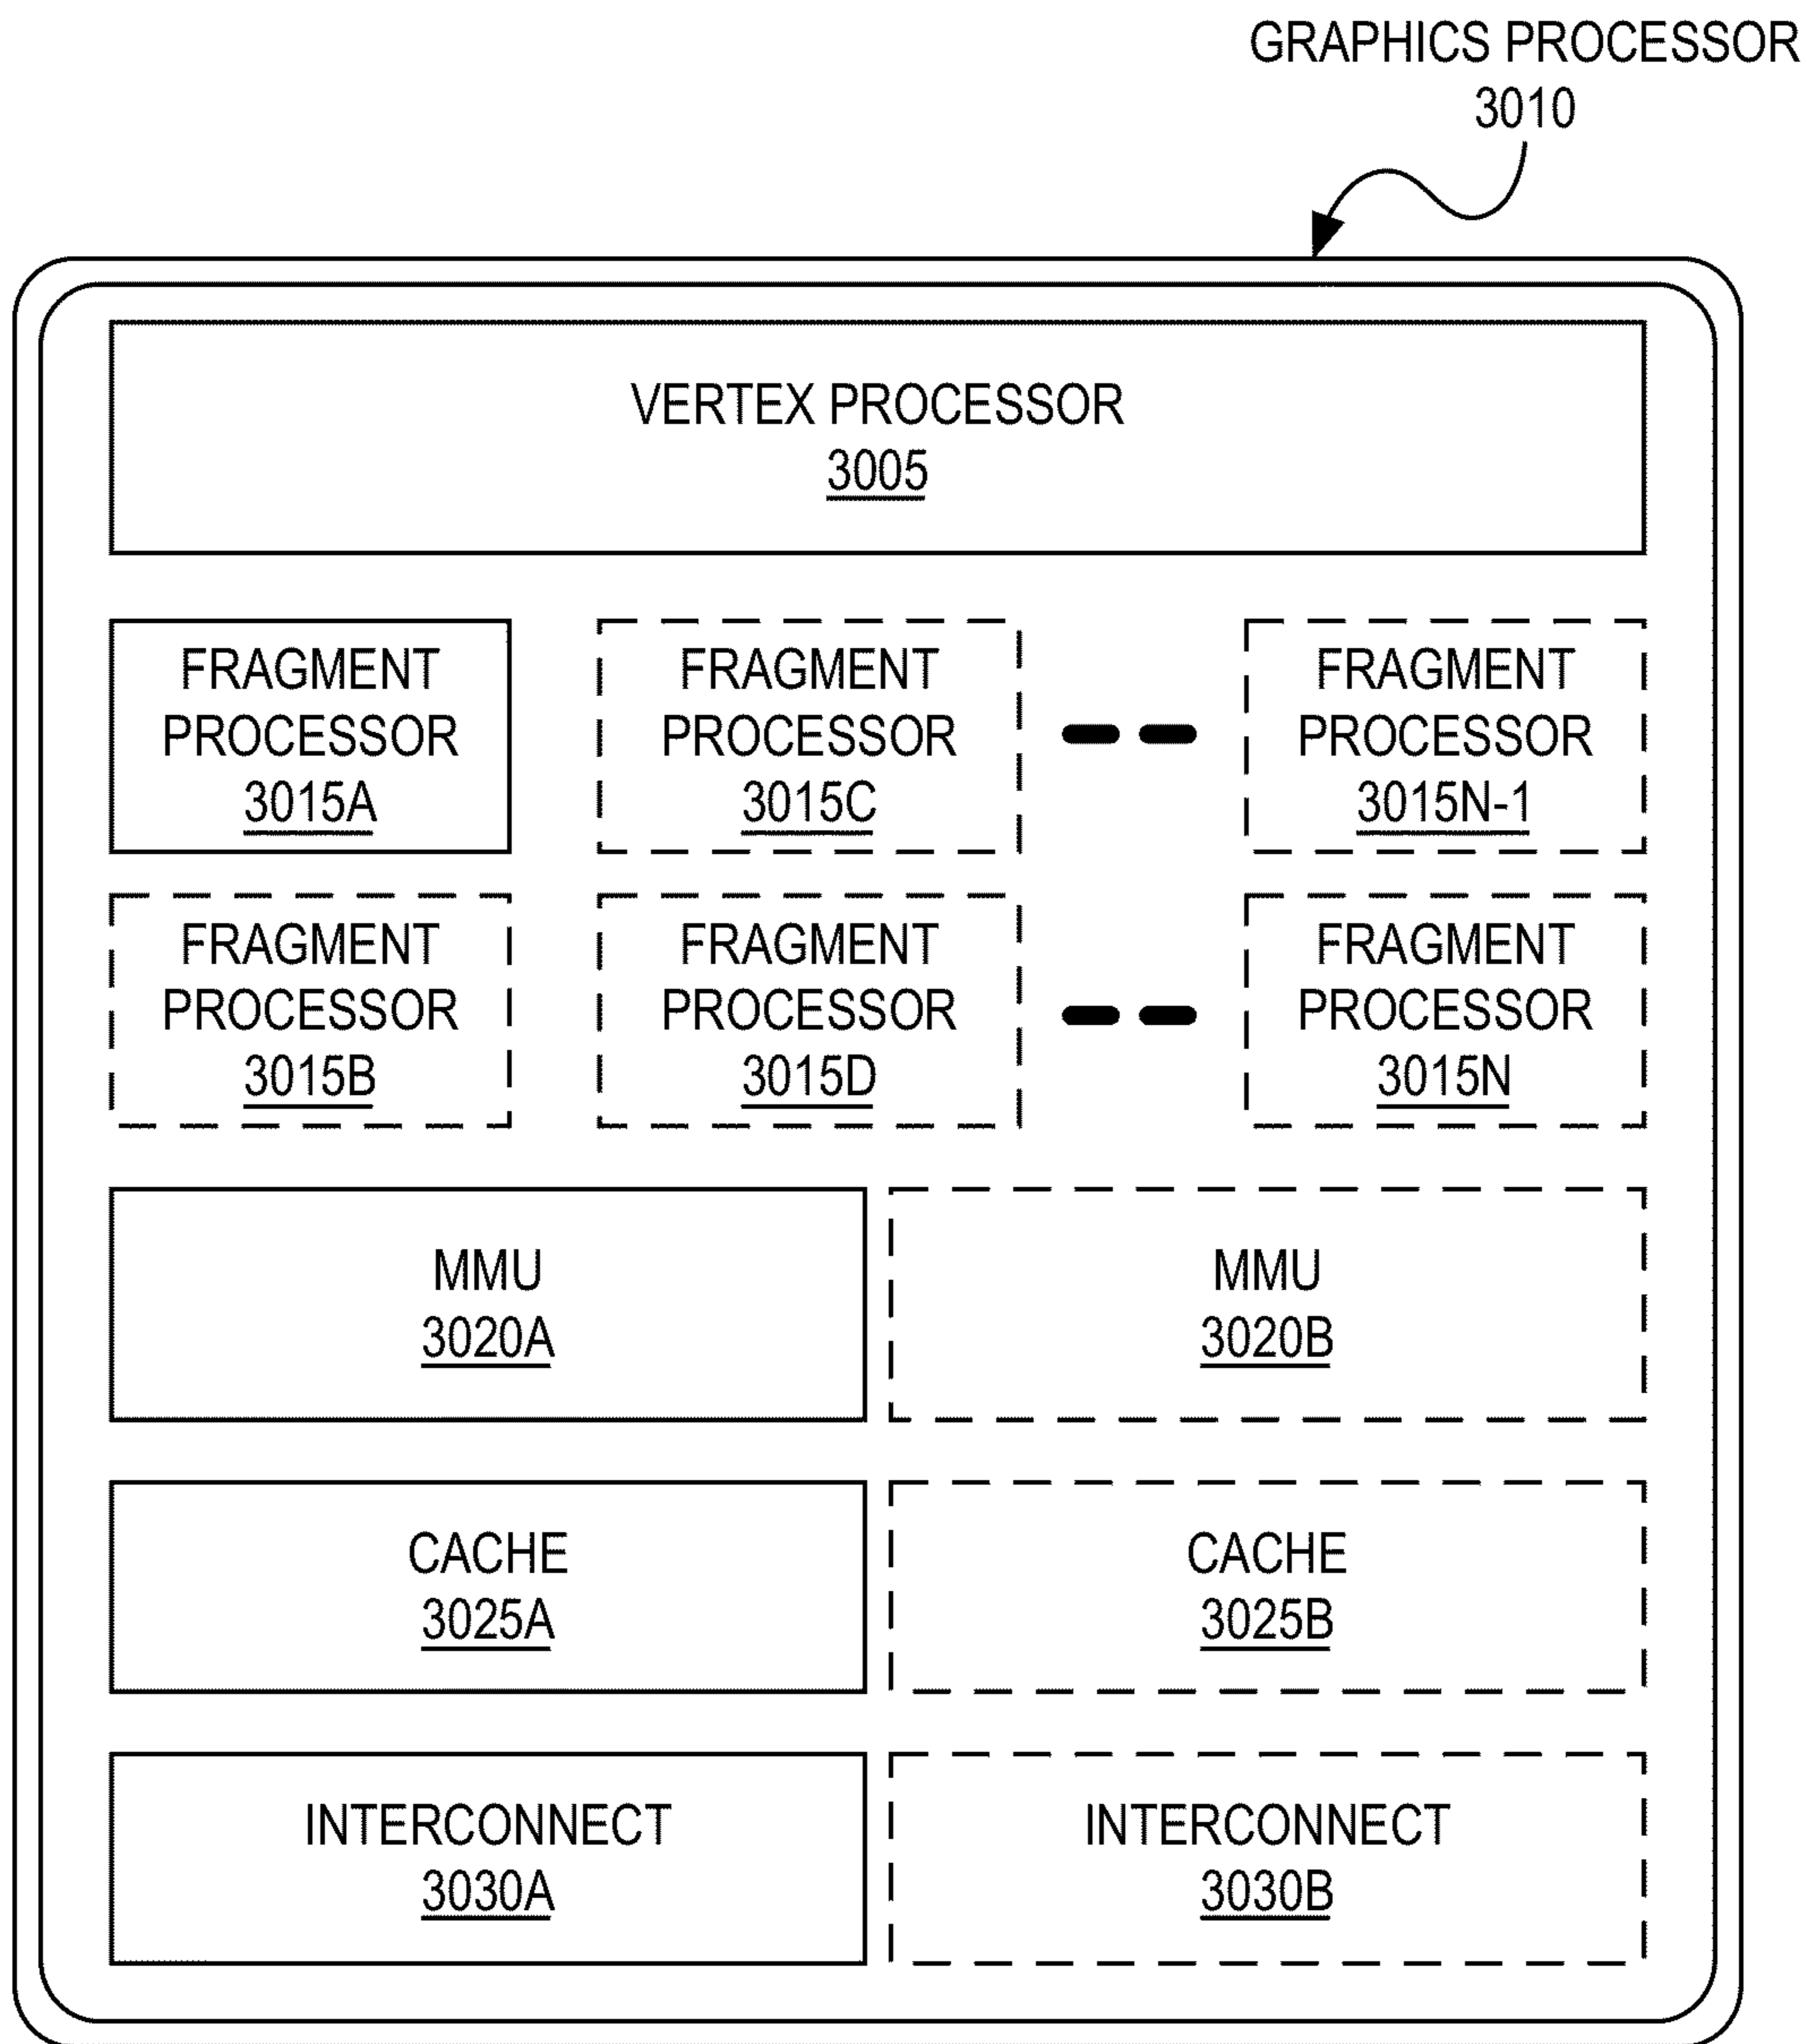 GRAPHICS PROCESSOR
3010
VERTEX PROCESSOR
3005
FRAGMENT
PROCESSOR
3015A
FRAGMENT
PROCESSOR
3015C
FRAGMENT
PROCESSOR
3015N-1
FRAGMENT
PROCESSOR
3015B
FRAGMENT
PROCESSOR
3015D
FRAGMENT
PROCESSOR
3015N
MMU
3020A
MMU
3020B
CACHE
3025A
CACHE
3025B
INTERCONNECT
3030A
INTERCONNECT
3030B